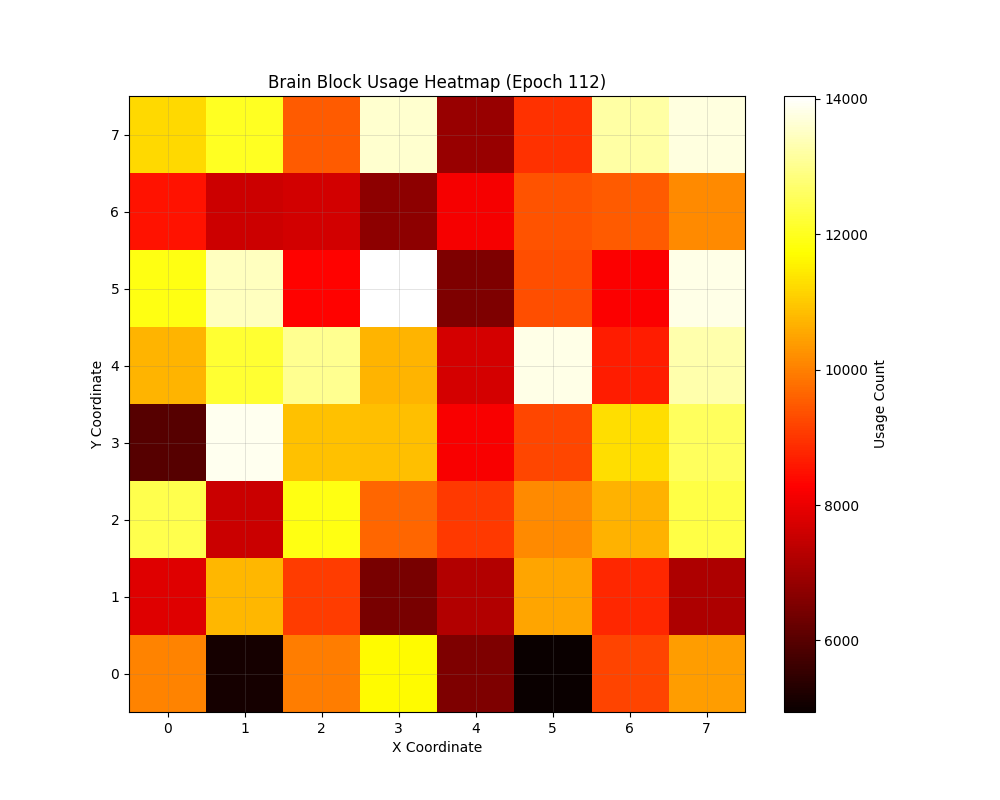 Brain Block Usage Heatmap (Epoch 112)
7
6
5
4
3
2
1
0
Y Coordinate
0 1 2 3 4 5 6 7
X Coordinate
14000
12000
10000
8000
6000
Usage Count